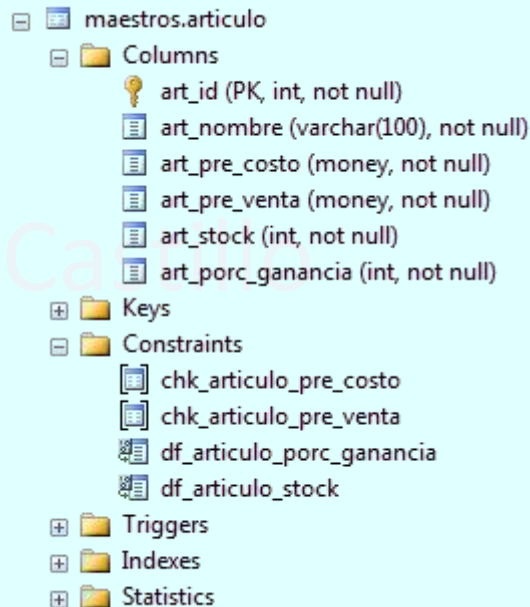 maestros.articulo
Columns
art_id (PK, int, not null)
art_nombre (varchar(100), not null)
art_pre_costo (money, not null)
art_pre_venta (money, not null)
art_stock (int, not null)
Castillo
art_porc_ganancia (int, not null)
Keys
Constraints
chk_articulo_pre_costo
chk_articulo_pre_venta
df_articulo_porc_ganancia
df_articulo_stock
Triggers
Indexes
Statistics